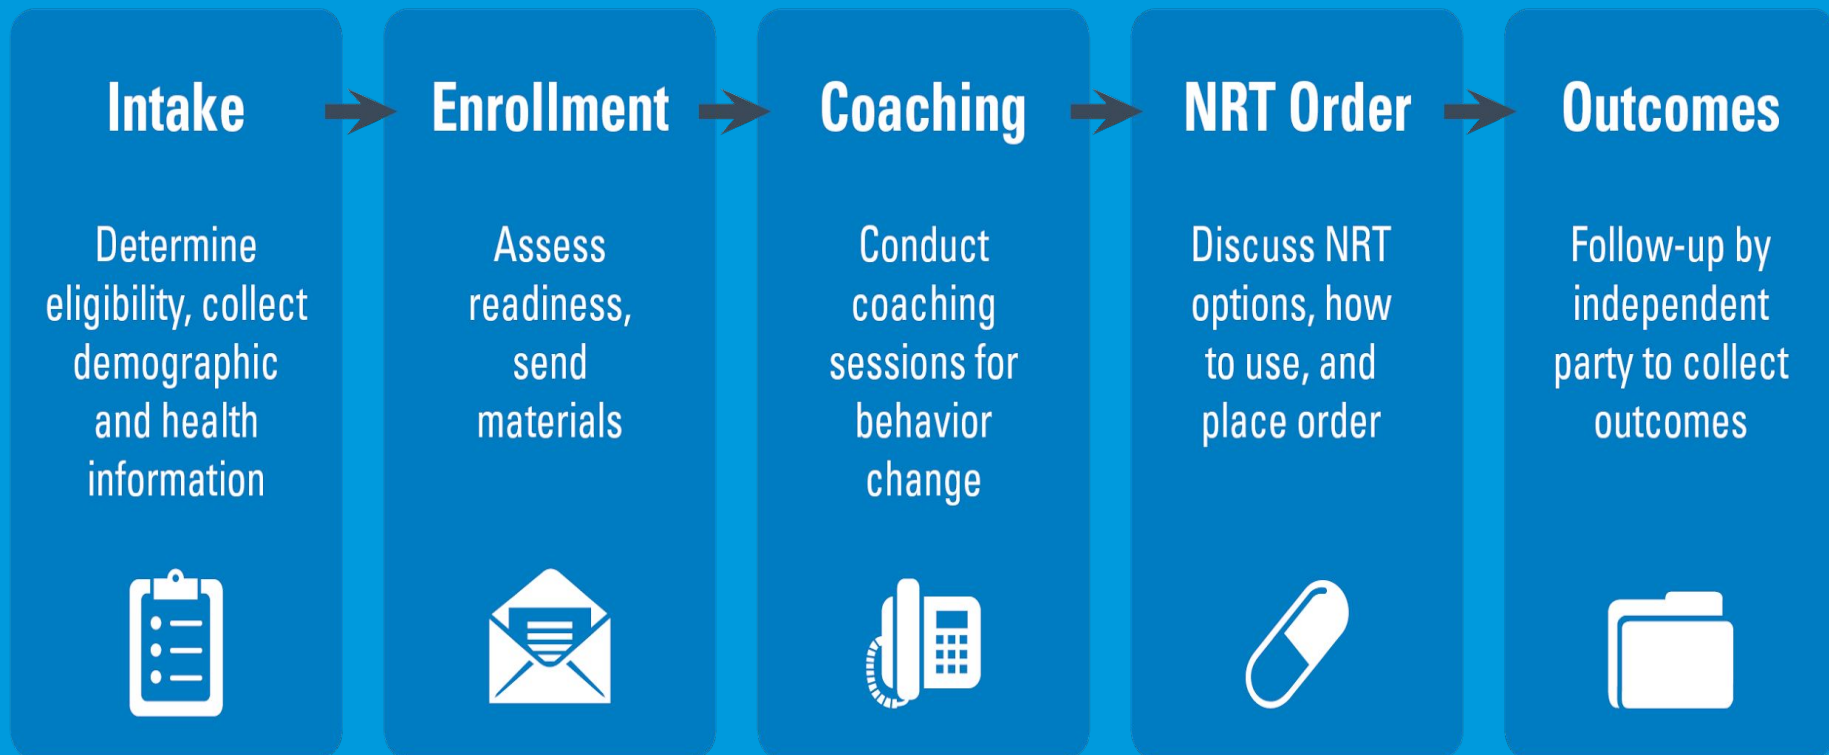 Intake
Determine
eligibility, collect
demographic
and health
information
Enrollment
Assess
readiness,
send
materials
Coaching
Conduct
coaching
sessions for
behavior
change
NRT Order
Discuss NRT
options, how
to use, and
place order
Outcomes
Follow-up by
independent
party to collect
outcomes